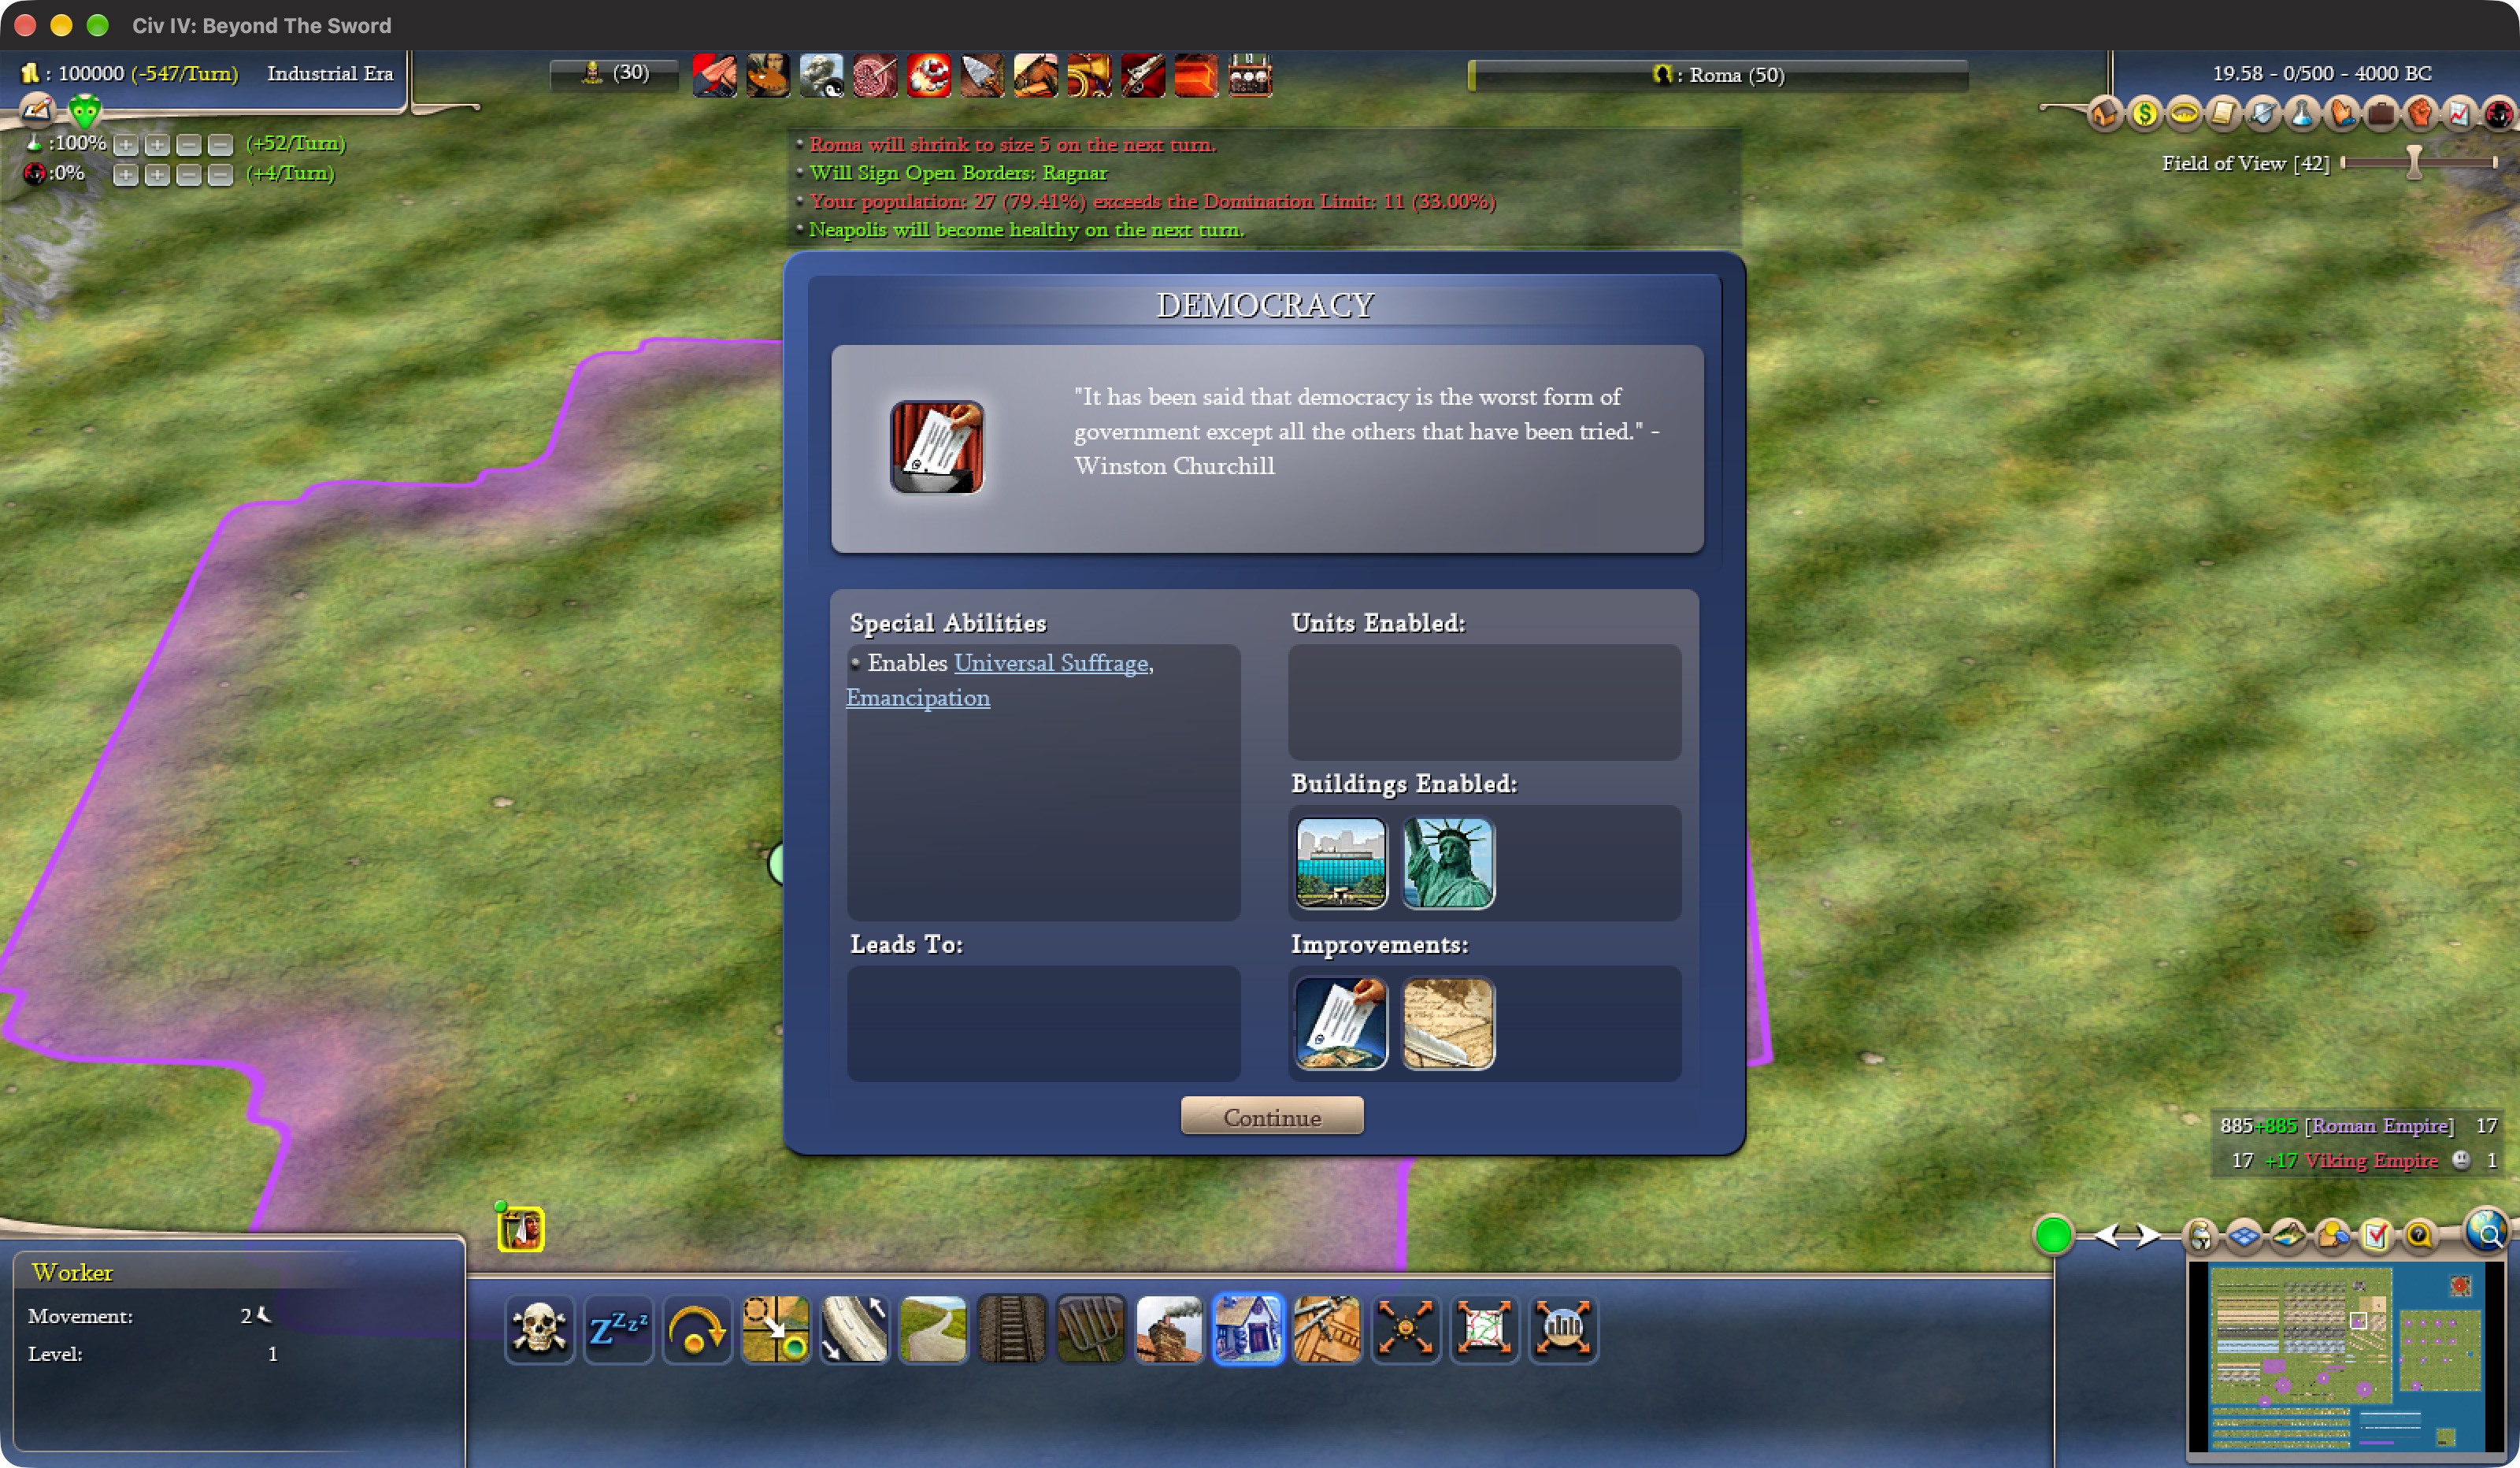 Civ IV: Beyond The Sword
: 100000 (-547/Turn) Industrial Era
(30)
: Roma (50)
19.58 - 0/500 - 4000 BC
:100% (+52/Turn)
:0% (+4/Turn)
Field of View [42]
• Roma will shrink to size 5 on the next turn.
• Will Sign Open Borders: Ragnar
• Your population: 27 (79.41%) exceeds the Domination Limit: 11 (33.00%)
• Neapolis will become healthy on the next turn.
DEMOCRACY
"It has been said that democracy is the worst form of
government except all the others that have been tried." -
Winston Churchill
Special Abilities
• Enables Universal Suffrage,
Emancipation
Units Enabled:
Buildings Enabled:
Leads To:
Improvements:
Continue
885+885 [Roman Empire] 17
17 +17 Viking Empire 1
Worker
Movement: 2
Level: 1
Zzzz